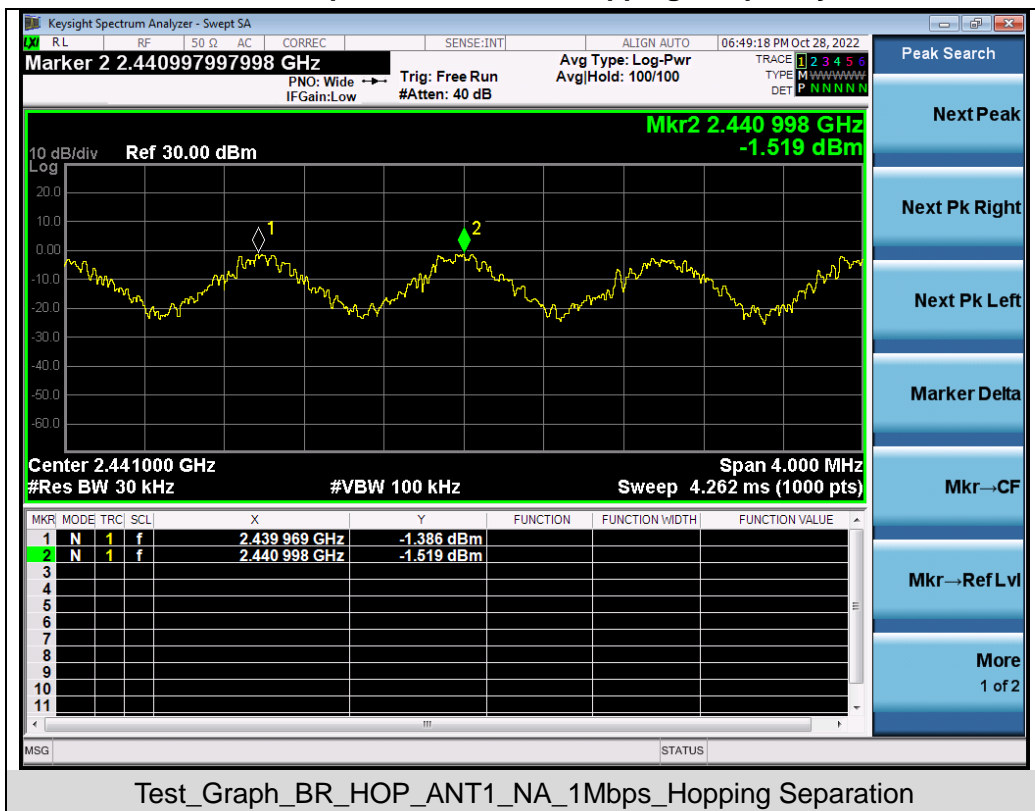 Keysight Spectrum Analyzer - Swept SA
LXI RL RF 50 Ω AC CORREC SENSE:INT ALIGN AUTO 06:49:18 PM Oct 28, 2022
Marker 2 2.440997997998 GHz
PNO: Wide
IFGain:Low
Trig: Free Run
#Atten: 40 dB
Avg Type: Log-Pwr
Avg|Hold: 100/100
TRACE 1 2 3 4 5 6
TYPE M WWWWW
DET P N N N N N
Mkr2 2.440 998 GHz
-1.519 dBm
10 dB/div Ref 30.00 dBm
Log
20.0
10.0
0.00
-10.0
-20.0
-30.0
-40.0
-50.0
-60.0
1
2
Center 2.441000 GHz Span 4.000 MHz
#Res BW 30 kHz #VBW 100 kHz Sweep 4.262 ms (1000 pts)
MKR MODE TRC SCL X Y FUNCTION FUNCTION WIDTH FUNCTION VALUE
1 N 1 f 2.439 969 GHz -1.386 dBm
2 N 1 f 2.440 998 GHz -1.519 dBm
3
4
5
6
7
8
9
10
11
MSG STATUS
Peak Search
Next Peak
Next Pk Right
Next Pk Left
Marker Delta
Mkr→CF
Mkr→Ref Lvl
More
1 of 2
Test_Graph_BR_HOP_ANT1_NA_1Mbps_Hopping Separation